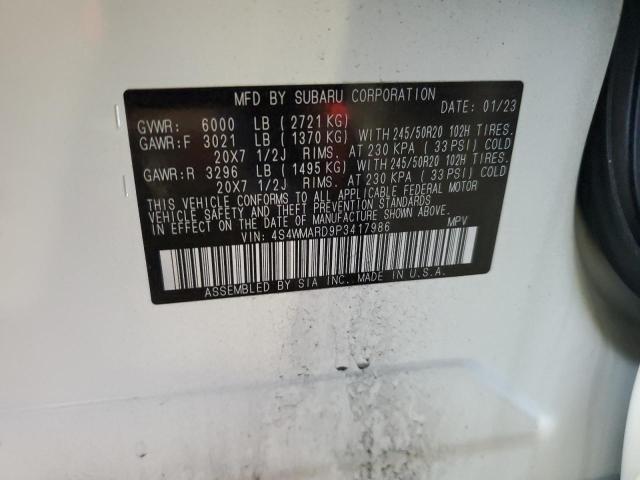 MFD BY SUBARU CORPORATION
DATE: 01/23
GVWR: 6000 LB (2721 KG)
GAWR:F 3021 LB (1370 KG) WITH 245/50R20 102H TIRES.
20X7 1/2J RIMS. AT 230 KPA (33 PSI) COLD
GAWR:R 3296 LB (1495 KG) WITH 245/50R20 102H TIRES.
20X7 1/2J RIMS. AT 230 KPA (33 PSI) COLD
THIS VEHICLE CONFORMS TO ALL APPLICABLE FEDERAL MOTOR
VEHICLE SAFETY AND THEFT PREVENTION STANDARDS
IN EFFECT ON THE DATE OF MANUFACTURE SHOWN ABOVE.
VIN: 4S4WMARD9P3417986 MPV
ASSEMBLED BY SIA INC. MADE IN U.S.A.